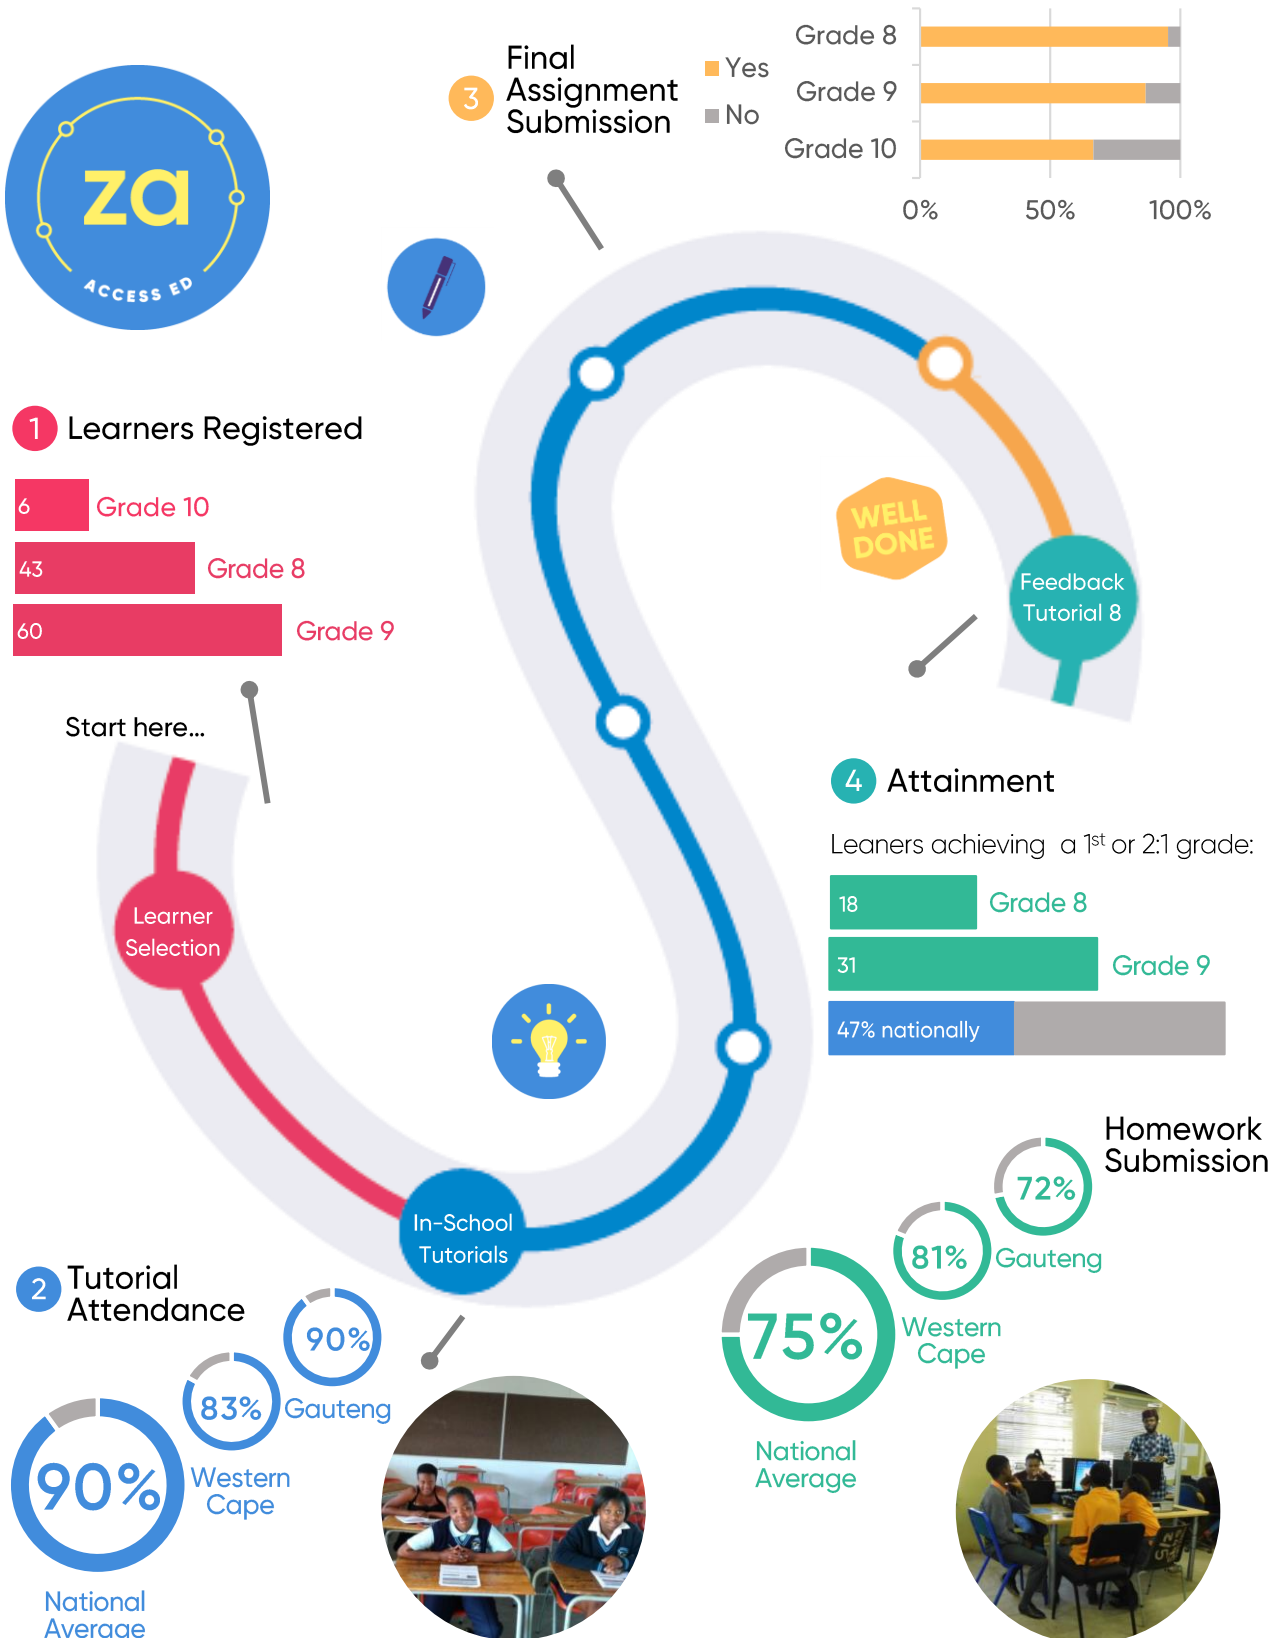 za
ACCESS ED
3
Final
Assignment
Submission
Yes
No
Grade 8
Grade 9
Grade 10
0%
50%
100%
1
Learners Registered
6
Grade 10
43
Grade 8
60
Grade 9
Start here...
Learner
Selection
WELL
DONE
Feedback
Tutorial 8
4
Attainment
Leaners achieving a 1st or 2:1 grade:
18
Grade 8
31
Grade 9
47% nationally
In-School
Tutorials
2
Tutorial
Attendance
90%
Gauteng
83%
Western
Cape
90%
National
Average
Homework
Submission
72%
Gauteng
81%
Western
Cape
75%
National
Average